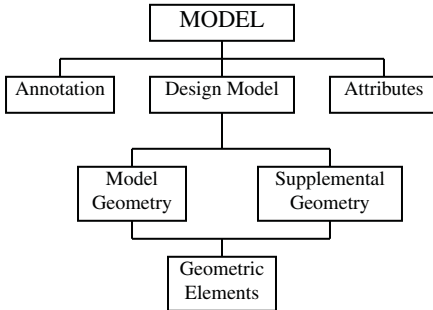 MODEL
Annotation
Design Model
Attributes
Model
Geometry
Supplemental
Geometry
Geometric
Elements